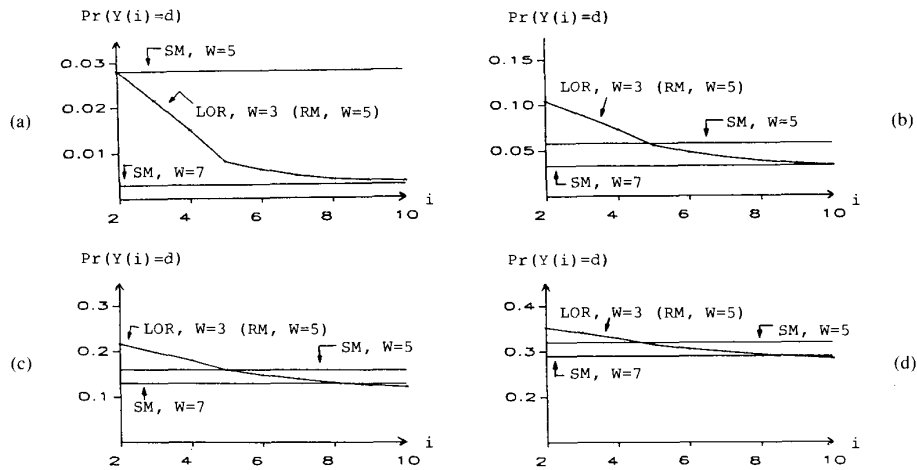 (a)
Pr(Y(i)=d)
0.03
0.02
0.01
SM, W=5
LOR, W=3 (RM, W=5)
SM, W=7
2 4 6 8 10 i
(b)
Pr(Y(i)=d)
0.15
0.10
0.05
LOR, W=3 (RM, W=5)
SM, W=5
SM, W=7
2 4 6 8 10 i
(c)
Pr(Y(i)=d)
0.3
0.2
0.1
LOR, W=3 (RM, W=5)
SM, W=5
SM, W=7
2 4 6 8 10 i
(d)
Pr(Y(i)=d)
0.4
0.3
0.2
LOR, W=3 (RM, W=5)
SM, W=5
SM, W=7
2 4 6 8 10 i